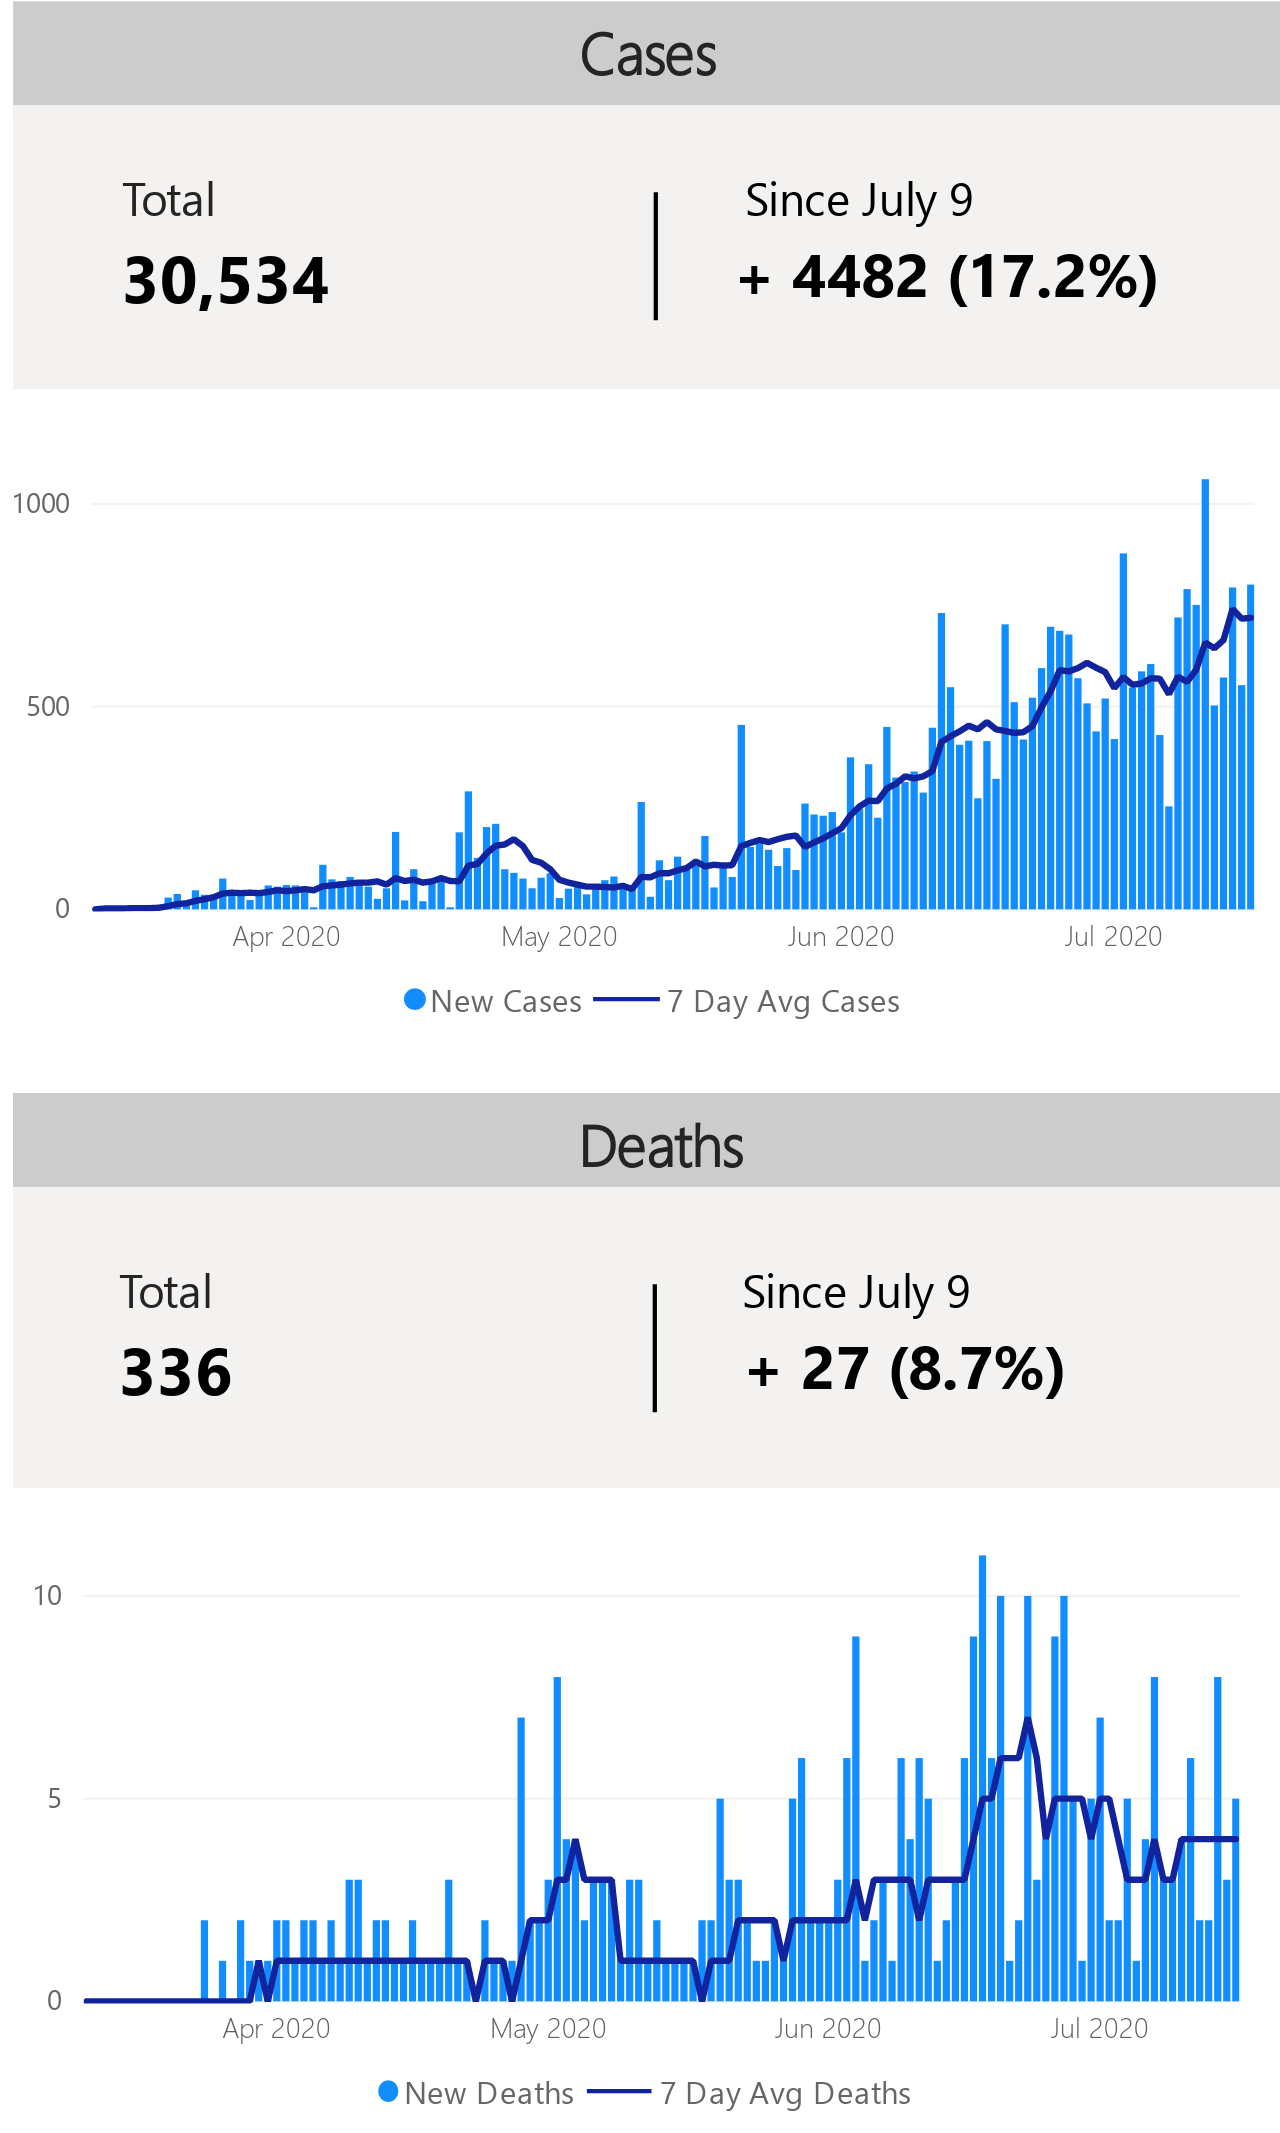 Cases
Total
Since July 9
30,534
+ 4482 (17.2%)
1000
500
0
Apr 2020
May 2020
Jun 2020
Jul 2020
New Cases
7 Day Avg Cases
Deaths
Total
Since July 9
336
+ 27 (8.7%)
10
5
0
Apr 2020
May 2020
Jun 2020
Jul 2020
New Deaths
7 Day Avg Deaths